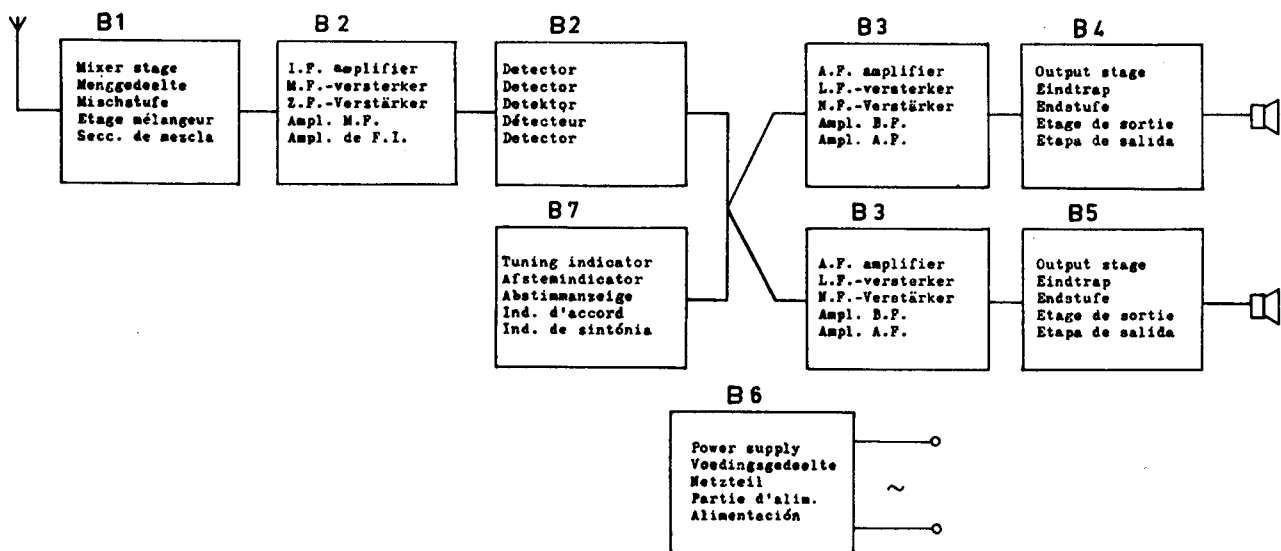 B1
Mixer stage
Menggedeelte
Mischstufe
Etage mélangeur
Secc. de mezcla
B2
I.F. amplifier
M.F.-versterker
Z.F.-Verstärker
Ampl. M.F.
Ampl. de F.I.
B2
Detector
Detector
Detektor
Détecteur
Detector
B3
A.F. amplifier
L.F.-versterker
N.F.-Verstärker
Ampl. B.F.
Ampl. A.F.
B4
Output stage
Eindtrap
Endstufe
Etage de sortie
Etapa de salida
B7
Tuning indicator
Afstemindicator
Abstimmanzeige
Ind. d'accord
Ind. de sintónia
B3
A.F. amplifier
L.F.-versterker
N.F.-Verstärker
Ampl. B.F.
Ampl. A.F.
B5
Output stage
Eindtrap
Endstufe
Etage de sortie
Etapa de salida
B6
Power supply
Voedingsgedeelte
Netzteil
Partie d'alim.
Alimentación
~